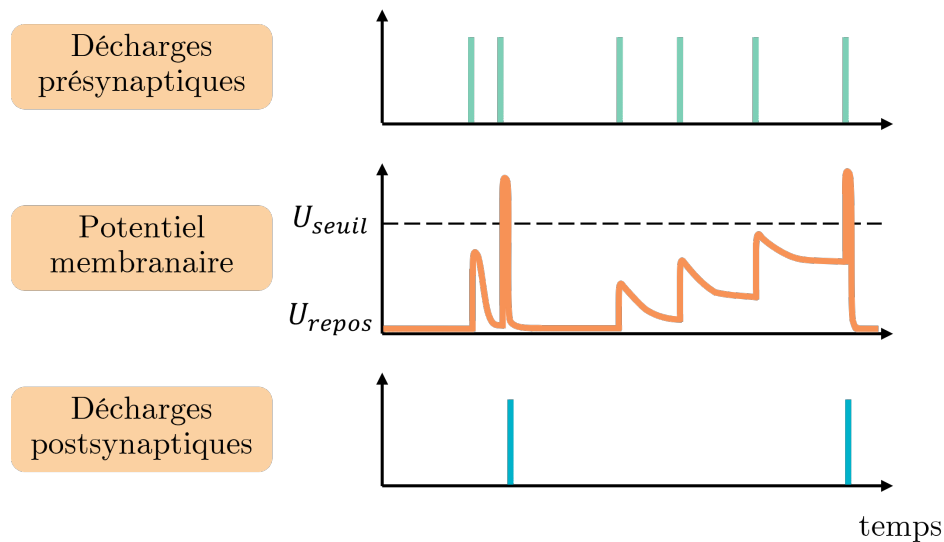 Décharges
présynaptiques
Potentiel
membranaire
U_seuil
U_repos
Décharges
postsynaptiques
temps